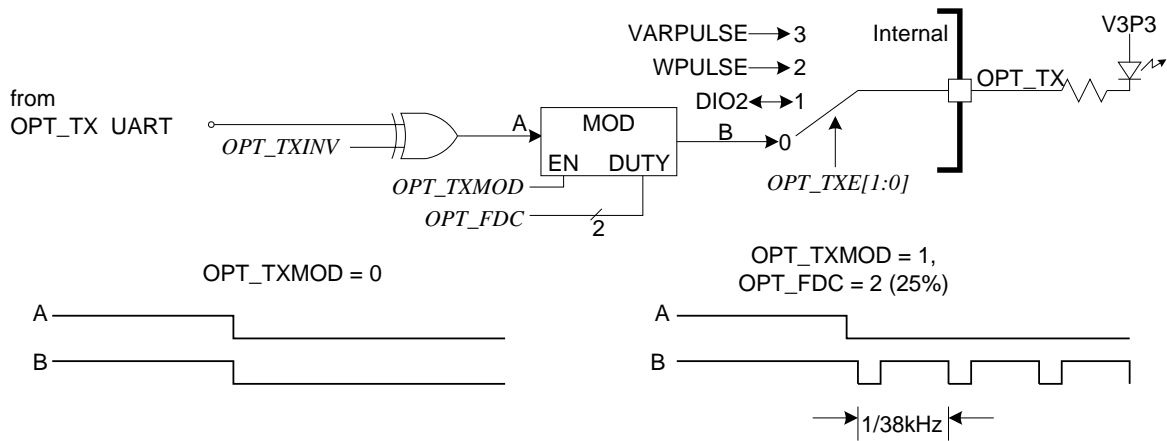 VARPULSE 3
Internal
V3P3
WPULSE 2
from
OPT_TX UART
DIO2 1
OPT_TX
A
MOD
B
0
OPT_TXINV
EN DUTY
OPT_TXMOD
OPT_TXE[1:0]
OPT_FDC
2
OPT_TXMOD = 0
OPT_TXMOD = 1,
OPT_FDC = 2 (25%)
A
B
A
B
1/38kHz